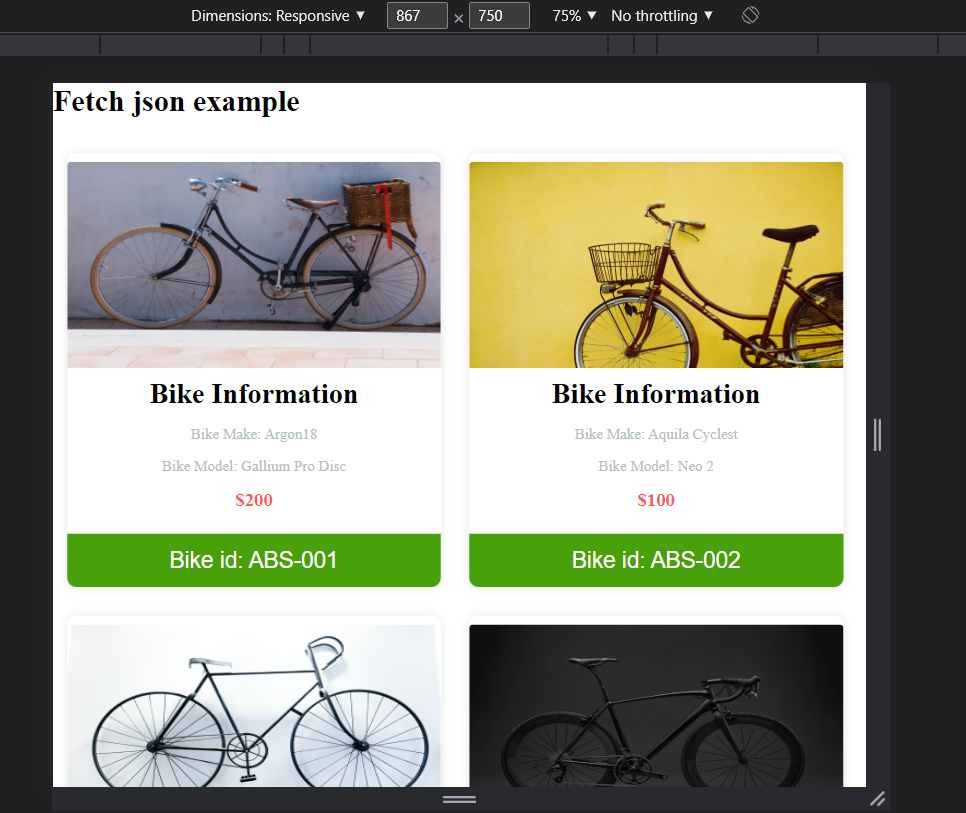 Dimensions: Responsive ▼ 867 × 750 75% ▼ No throttling ▼
Fetch json example
Bike Information
Bike Make: Argon18
Bike Model: Gallium Pro Disc
$200
Bike id: ABS-001
Bike Information
Bike Make: Aquila Cyclest
Bike Model: Neo 2
$100
Bike id: ABS-002